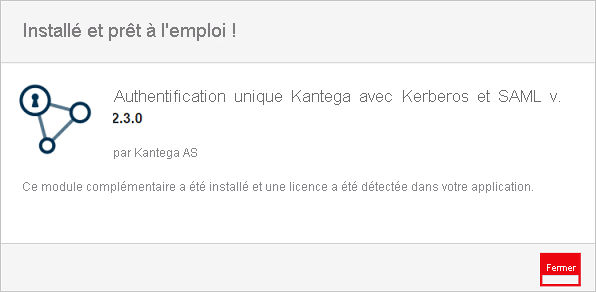 Installé et prêt à l'emploi !
Authentification unique Kantega avec Kerberos et SAML v.
2.3.0
par Kantega AS
Ce module complémentaire a été installé et une licence a été détectée dans votre application.
Fermer